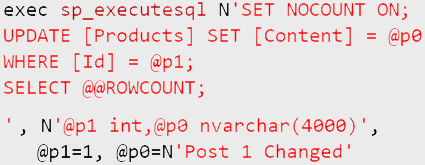 exec sp_executesql N'SET NOCOUNT ON;
UPDATE [Products] SET [Content] = @p0
WHERE [Id] = @p1;
SELECT @@ROWCOUNT;
', N'@p1 int,@p0 nvarchar(4000)',
@p1=1, @p0=N'Post 1 Changed'